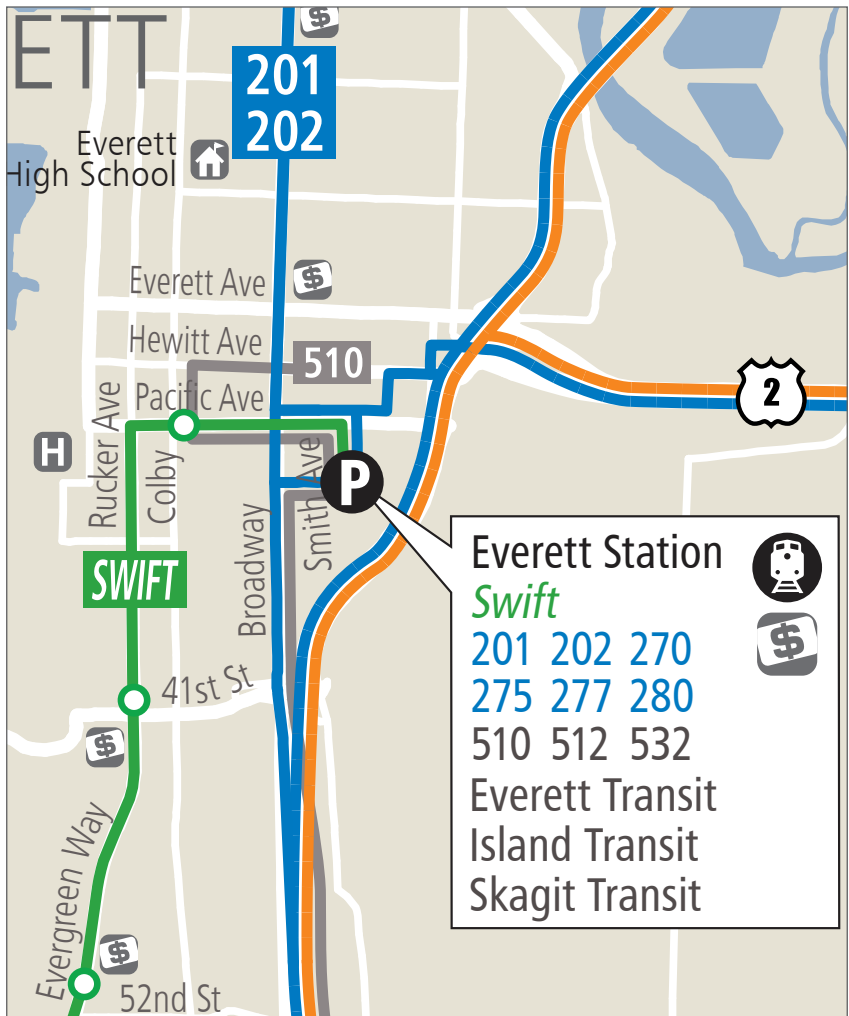 ETT
$
201
202
Everett
High School
Everett Ave
$
Hewitt Ave
510
Pacific Ave
2
H
Rucker Ave
Colby
Smith Ave
P
Broadway
SWIFT
Everett Station
Swift
$
201 202 270
275 277 280
510 512 532
Everett Transit
Island Transit
Skagit Transit
41st St
$
Evergreen Way
$
52nd St